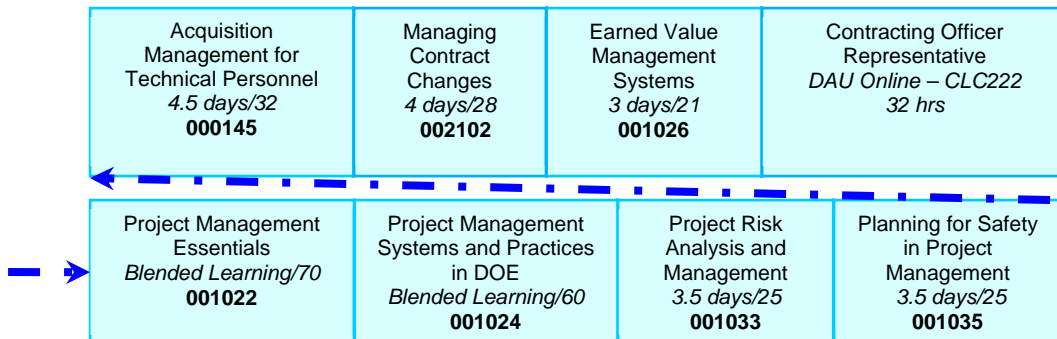 Acquisition
Management for
Technical Personnel
4.5 days/32
000145
Managing
Contract
Changes
4 days/28
002102
Earned Value
Management
Systems
3 days/21
001026
Contracting Officer
Representative
DAU Online – CLC222
32 hrs
Project Management
Essentials
Blended Learning/70
001022
Project Management
Systems and Practices
in DOE
Blended Learning/60
001024
Project Risk
Analysis and
Management
3.5 days/25
001033
Planning for Safety
in Project
Management
3.5 days/25
001035